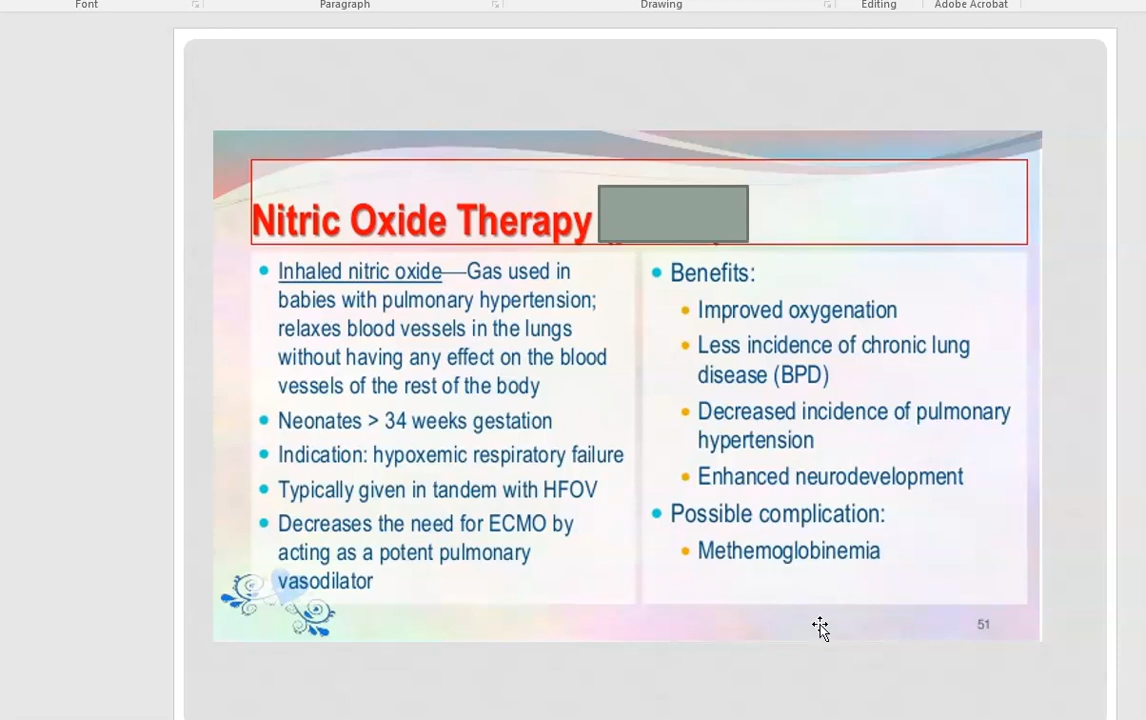 Font
Paragraph
Drawing
Editing
Adobe Acrobat
Nitric Oxide Therapy
Inhaled nitric oxide—Gas used in
babies with pulmonary hypertension;
relaxes blood vessels in the lungs
without having any effect on the blood
vessels of the rest of the body
Neonates > 34 weeks gestation
Indication: hypoxemic respiratory failure
Typically given in tandem with HFOV
Decreases the need for ECMO by
acting as a potent pulmonary
vasodilator
Benefits:
Improved oxygenation
Less incidence of chronic lung
disease (BPD)
Decreased incidence of pulmonary
hypertension
Enhanced neurodevelopment
Possible complication:
Methemoglobinemia
51